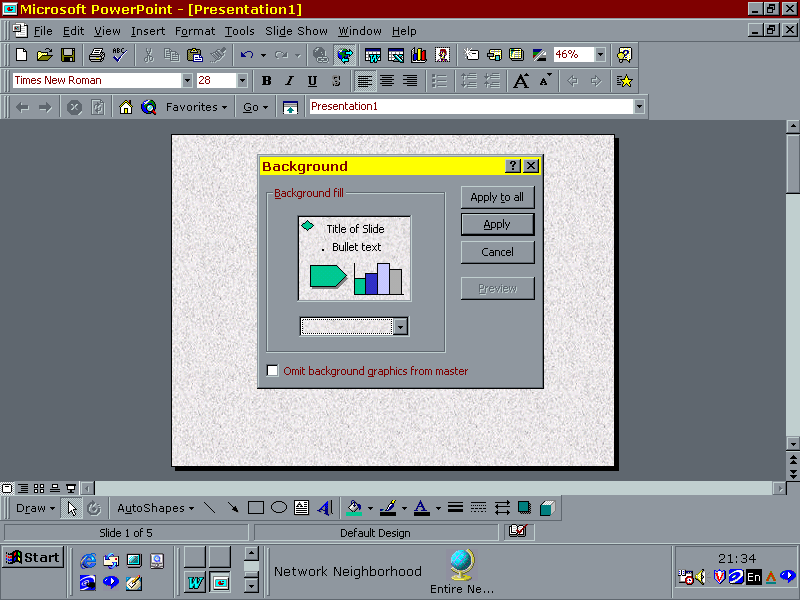 Microsoft PowerPoint - [Presentation1]
File Edit View Insert Format Tools Slide Show Window Help
ABC
46%
Times New Roman 28 B I U S A A
Favorites Go Presentation1
Background
Background fill
Title of Slide
. Bullet text
Apply to all
Apply
Cancel
Preview
Omit background graphics from master
Draw AutoShapes A A
Slide 1 of 5 Default Design
Start
W
Network Neighborhood
Entire Ne...
21:34
En